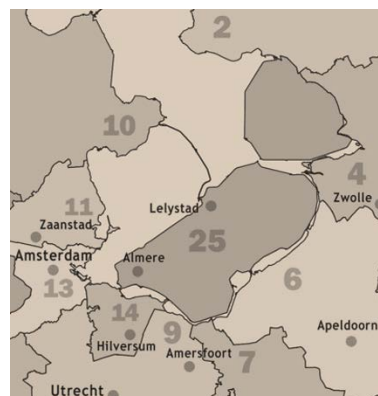 2
10
4
Zwolle
11
Lelystad
Zaanstad
25
Amsterdam
Almere
13
6
14
9
Apeldoorn
Hilversum
Amersfoort
7
Utrecht